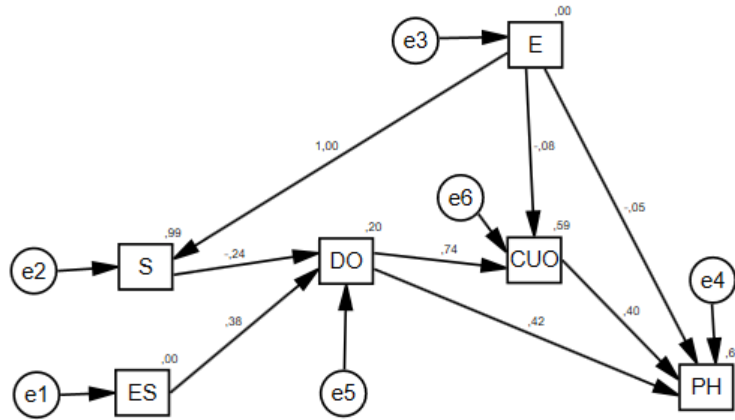 ,00
e3
E
1,00
-,08
-,05
e6
,99
,20
,59
e2
S
-,24
DO
,74
CUO
e4
,38
,42
,40
,00
,6
e1
ES
e5
PH